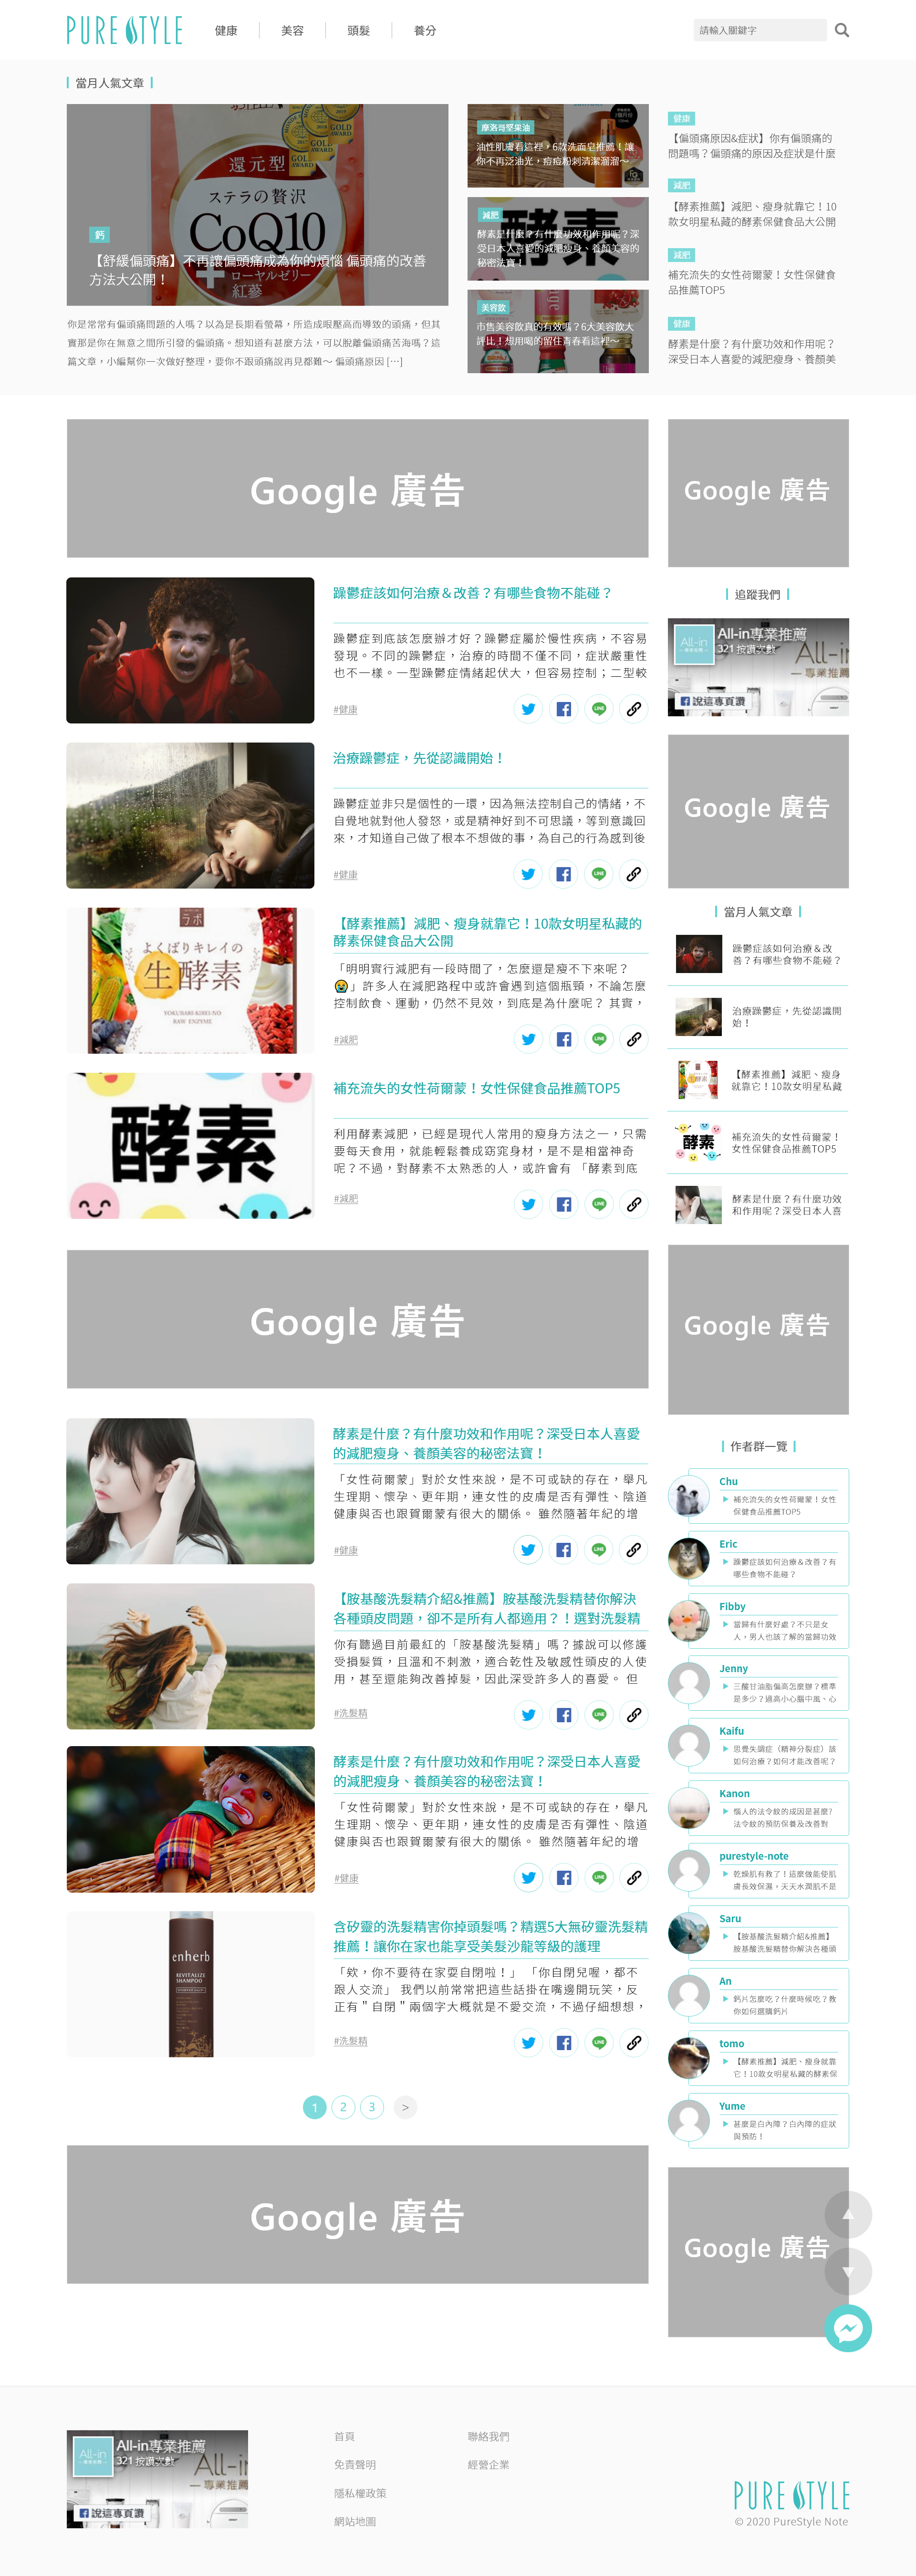 PURE STYLE
健康
美容
頭髮
養分
請輸入關鍵字
當月人氣文章
還元型
ステラの贅沢
CoQ10
ローヤルゼリー
紅蔘
GOLD AWARD
鈣
【舒緩偏頭痛】不再讓偏頭痛成為你的煩惱 偏頭痛的改善
方法大公開！
你是常常有偏頭痛問題的人嗎？以為是長期看螢幕，所造成眼壓高而導致的頭痛，但其
實那是你在無意之間所引發的偏頭痛。想知道有甚麼方法，可以脫離偏頭痛苦海嗎？這
篇文章，小編幫你一次做好整理，要你不跟頭痛說再見都難～ 偏頭痛原因 […]
摩洛哥堅果油
油性肌膚看這裡，6款洗面皂推薦！讓
你不再泛油光，痘痘粉刺清潔溜溜～
減肥
酵素是什麼？有什麼功效和作用呢？深
受日本人喜愛的減肥瘦身、養顏美容的
秘密法寶！
美容飲
市售美容飲真的有效嗎？6大美容飲大
評比！想用喝的留住青春看這裡～
健康
【偏頭痛原因&症狀】你有偏頭痛的
問題嗎？偏頭痛的原因及症狀是什麼
減肥
【酵素推薦】減肥、瘦身就靠它！10
款女明星私藏的酵素保健食品大公開
減肥
補充流失的女性荷爾蒙！女性保健食
品推薦TOP5
健康
酵素是什麼？有什麼功效和作用呢？
深受日本人喜愛的減肥瘦身、養顏美
Google 廣告
躁鬱症該如何治療＆改善？有哪些食物不能碰？
躁鬱症到底該怎麼辦才好？躁鬱症屬於慢性疾病，不容易
發現。不同的躁鬱症，治療的時間不僅不同，症狀嚴重性
也不一樣。一型躁鬱症情緒起伏大，但容易控制；二型較
#健康
LINE
治療躁鬱症，先從認識開始！
躁鬱症並非只是個性的一環，因為無法控制自己的情緒，不
自覺地就對他人發怒，或是精神好到不可思議，等到意識回
來，才知道自己做了根本不想做的事，為自己的行為感到後
#健康
LINE
ラボ
よくばりキレイの
生酵素
YOKUBARI-KIREI-NO
RAW ENZYME
【酵素推薦】減肥、瘦身就靠它！10款女明星私藏的
酵素保健食品大公開
「明明實行減肥有一段時間了，怎麼還是瘦不下來呢？
😭」許多人在減肥路程中或許會遇到這個瓶頸，不論怎麼
控制飲食、運動，仍然不見效，到底是為什麼呢？ 其實，
#減肥
LINE
酵素
補充流失的女性荷爾蒙！女性保健食品推薦TOP5
利用酵素減肥，已經是現代人常用的瘦身方法之一，只需
要每天食用，就能輕鬆養成窈窕身材，是不是相當神奇
呢？不過，對酵素不太熟悉的人，或許會有 「酵素到底
#減肥
LINE
Google 廣告
酵素是什麼？有什麼功效和作用呢？深受日本人喜愛
的減肥瘦身、養顏美容的秘密法寶！
「女性荷爾蒙」對於女性來說，是不可或缺的存在，舉凡
生理期、懷孕、更年期，連女性的皮膚是否有彈性、陰道
健康與否也跟賀爾蒙有很大的關係。 雖然隨著年紀的增
#健康
LINE
【胺基酸洗髮精介紹&推薦】胺基酸洗髮精替你解決
各種頭皮問題，卻不是所有人都適用？！選對洗髮精
你有聽過目前最紅的「胺基酸洗髮精」嗎？據說可以修護
受損髮質，且溫和不刺激，適合乾性及敏感性頭皮的人使
用，甚至還能夠改善掉髮，因此深受許多人的喜愛。 但
#洗髮精
LINE
酵素是什麼？有什麼功效和作用呢？深受日本人喜愛
的減肥瘦身、養顏美容的秘密法寶！
「女性荷爾蒙」對於女性來說，是不可或缺的存在，舉凡
生理期、懷孕、更年期，連女性的皮膚是否有彈性、陰道
健康與否也跟賀爾蒙有很大的關係。 雖然隨著年紀的增
#健康
LINE
enherb
REVITALIZE
SHAMPOO
含矽靈的洗髮精害你掉頭髮嗎？精選5大無矽靈洗髮精
推薦！讓你在家也能享受美髮沙龍等級的護理
「欸，你不要待在家耍自閉啦！」 「你自閉兒喔，都不
跟人交流」 我們以前常常把這些話掛在嘴邊開玩笑，反
正有＂自閉＂兩個字大概就是不愛交流，不過仔細想想，
#洗髮精
LINE
1 2 3 >
Google 廣告
Google 廣告
追蹤我們
All-in
All-in專業推薦
321 按讚次數
說這專頁讚
Google 廣告
當月人氣文章
躁鬱症該如何治療＆改
善？有哪些食物不能碰？
治療躁鬱症，先從認識開
始！
生酵素
【酵素推薦】減肥、瘦身
就靠它！10款女明星私藏
酵素
補充流失的女性荷爾蒙！
女性保健食品推薦TOP5
酵素是什麼？有什麼功效
和作用呢？深受日本人喜
Google 廣告
作者群一覽
Chu
補充流失的女性荷爾蒙！女性
保健食品推薦TOP5
Eric
躁鬱症該如何治療＆改善？有
哪些食物不能碰？
Fibby
當歸有什麼好處？不只是女
人，男人也該了解的當歸功效
Jenny
三酸甘油脂偏高怎麼辦？標準
是多少？過高小心腦中風、心
Kaifu
思覺失調症（精神分裂症）該
如何治療？如何才能改善呢？
Kanon
惱人的法令紋的成因是甚麼?
法令紋的預防保養及改善對
purestyle-note
乾燥肌有救了！這麼做能使肌
膚長效保濕，天天水潤肌不是
Saru
【胺基酸洗髮精介紹&推薦】
胺基酸洗髮精替你解決各種頭
An
鈣片怎麼吃？什麼時候吃？教
你如何選購鈣片
tomo
【酵素推薦】減肥、瘦身就靠
它！10款女明星私藏的酵素保
Yume
甚麼是白內障？白內障的症狀
與預防！
Google 廣告
All-in
All-in專業推薦
321 按讚次數
說這專頁讚
首頁
免責聲明
隱私權政策
網站地圖
聯絡我們
經營企業
PURE STYLE
© 2020 PureStyle Note